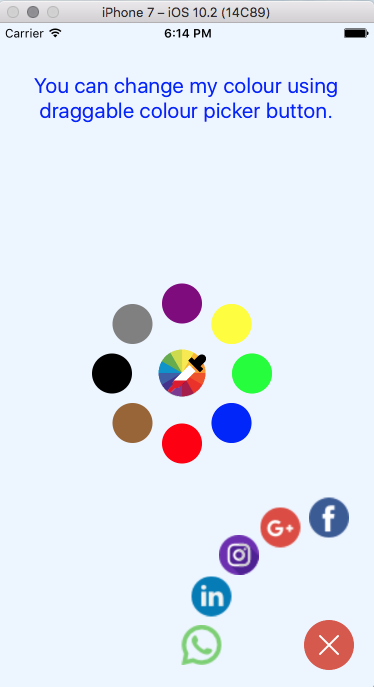 iPhone 7 – iOS 10.2 (14C89)
Carrier 6:14 PM
You can change my colour using
draggable colour picker button.
G+ f
in